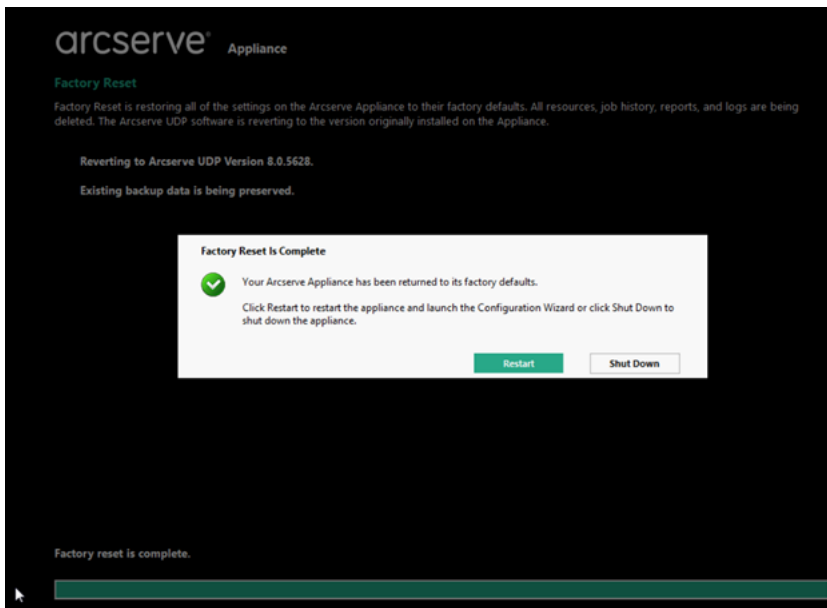 arcserve® Appliance
Factory Reset
Factory Reset is restoring all of the settings on the Arcserve Appliance to their factory defaults. All resources, job history, reports, and logs are being
deleted. The Arcserve UDP software is reverting to the version originally installed on the Appliance.
Reverting to Arcserve UDP Version 8.0.5628.
Existing backup data is being preserved.
Factory Reset Is Complete
Your Arcserve Appliance has been returned to its factory defaults.
Click Restart to restart the appliance and launch the Configuration Wizard or click Shut Down to
shut down the appliance.
Restart Shut Down
Factory reset is complete.